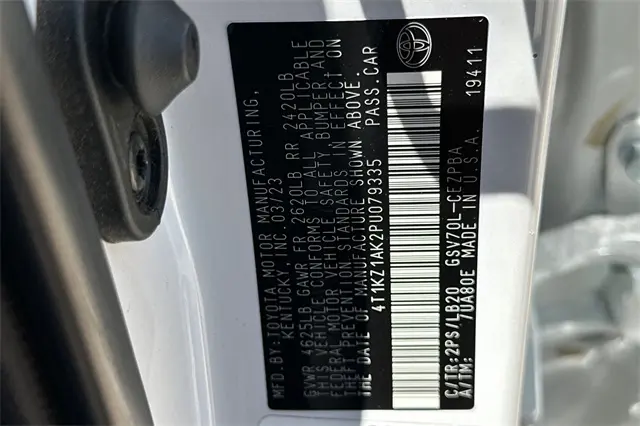 MFD.BY:TOYOTA MOTOR MANUFACTURING,
KENTUCKY, INC. 09/23
GVWR 4625LB GAWR FR 2620LB RR 2420LB
THIS VEHICLE CONFORMS TO ALL APPLICABLE
FEDERAL MOTOR VEHICLE SAFETY, BUMPER, AND
THEFT PREVENTION STANDARDS IN EFFECT ON
THE DATE OF MANUFACTURE SHOWN ABOVE.
4T1KZ1AK2PU079335 PASS.CAR
C/TR:2PS/LB20 GSV70L-CEZPBA
A/TM: /UA80E MADE IN U.S.A. 19411